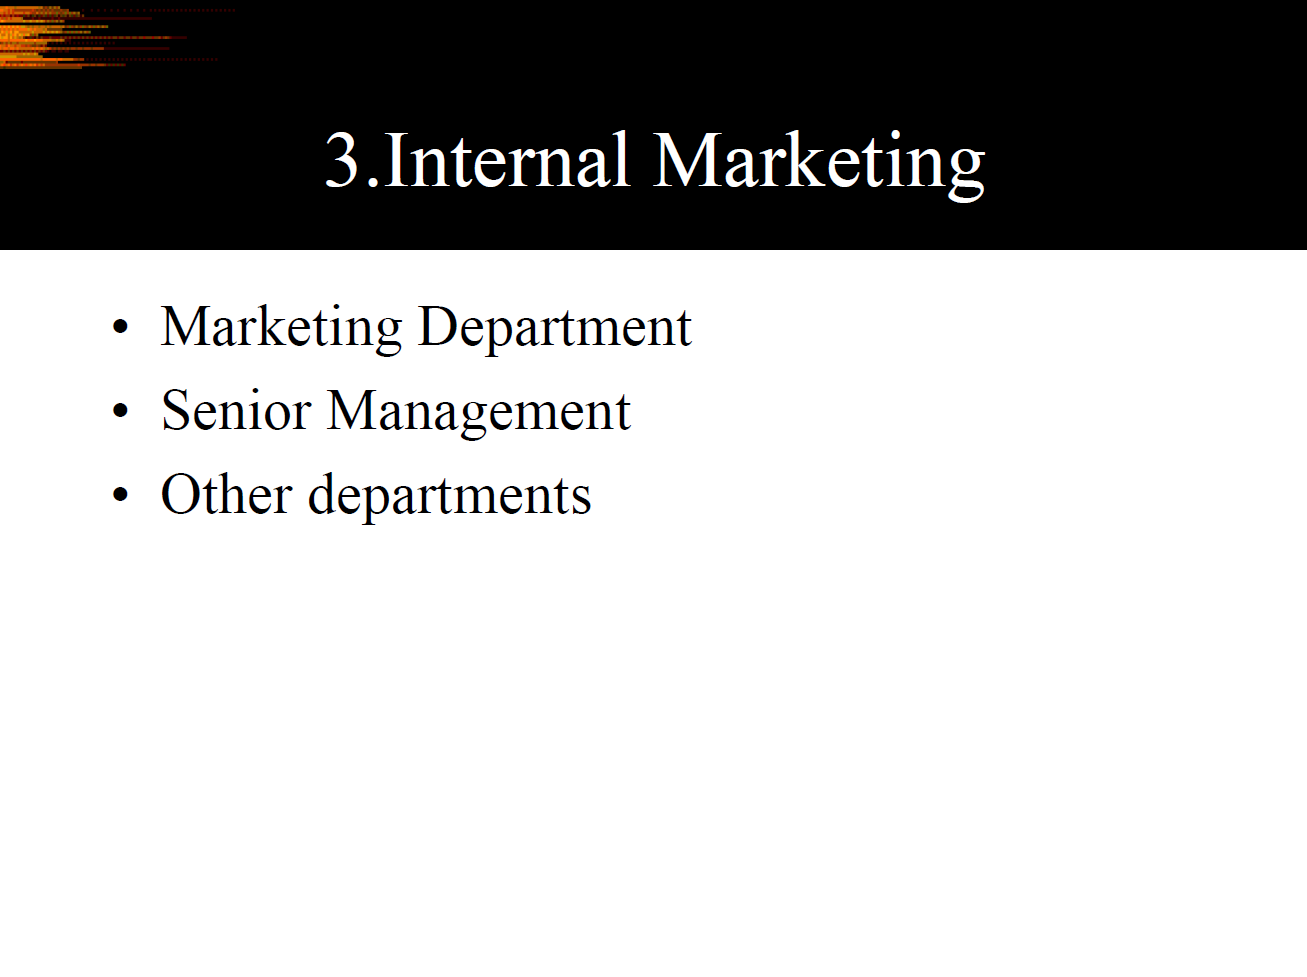 3.Internal Marketing
• Marketing Department
• Senior Management
• Other departments